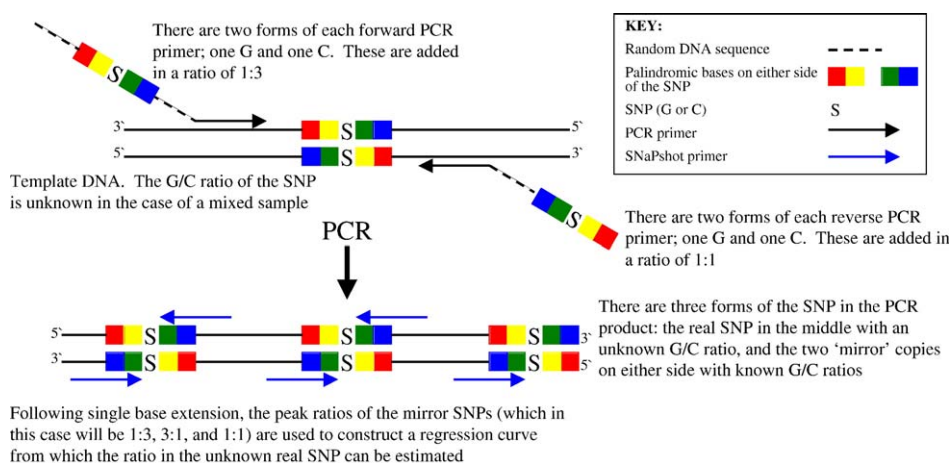 There are two forms of each forward PCR
primer; one G and one C.  These are added
in a ratio of 1:3
S
3` S 5`
5` S 3`
Template DNA.  The G/C ratio of the SNP
is unknown in the case of a mixed sample
S
There are two forms of each reverse PCR
primer; one G and one C.  These are added in
a ratio of 1:1
KEY:
Random DNA sequence
Palindromic bases on either side
of the SNP
SNP (G or C) S
PCR primer
SNaPshot primer
PCR
5` S S S 3`
3` S S S 5`
There are three forms of the SNP in the PCR
product: the real SNP in the middle with an
unknown G/C ratio, and the two ‘mirror’ copies
on either side with known G/C ratios
Following single base extension, the peak ratios of the mirror SNPs (which in
this case will be 1:3, 3:1, and 1:1) are used to construct a regression curve
from which the ratio in the unknown real SNP can be estimated